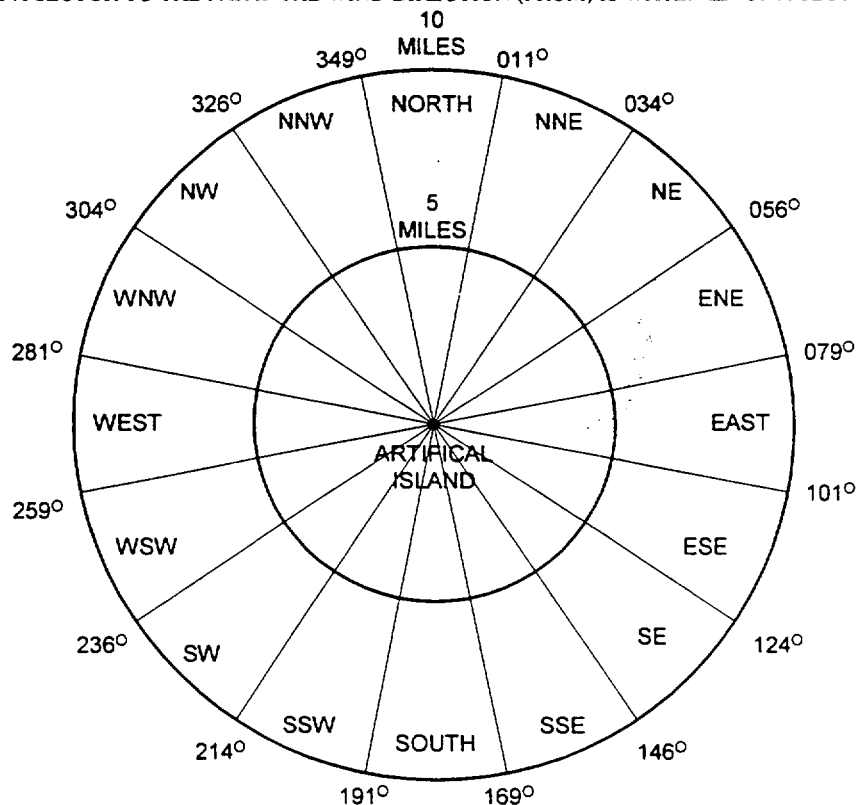 10
MILES
349° 011°
326° NNW NORTH NNE 034°
NW NE
304° 056°
5
MILES
WNW ENE
281° 079°
WEST EAST
ARTIFICAL
ISLAND
259° 101°
WSW ESE
236° SW SE 124°
SSW SOUTH SSE
214° 146°
191° 169°